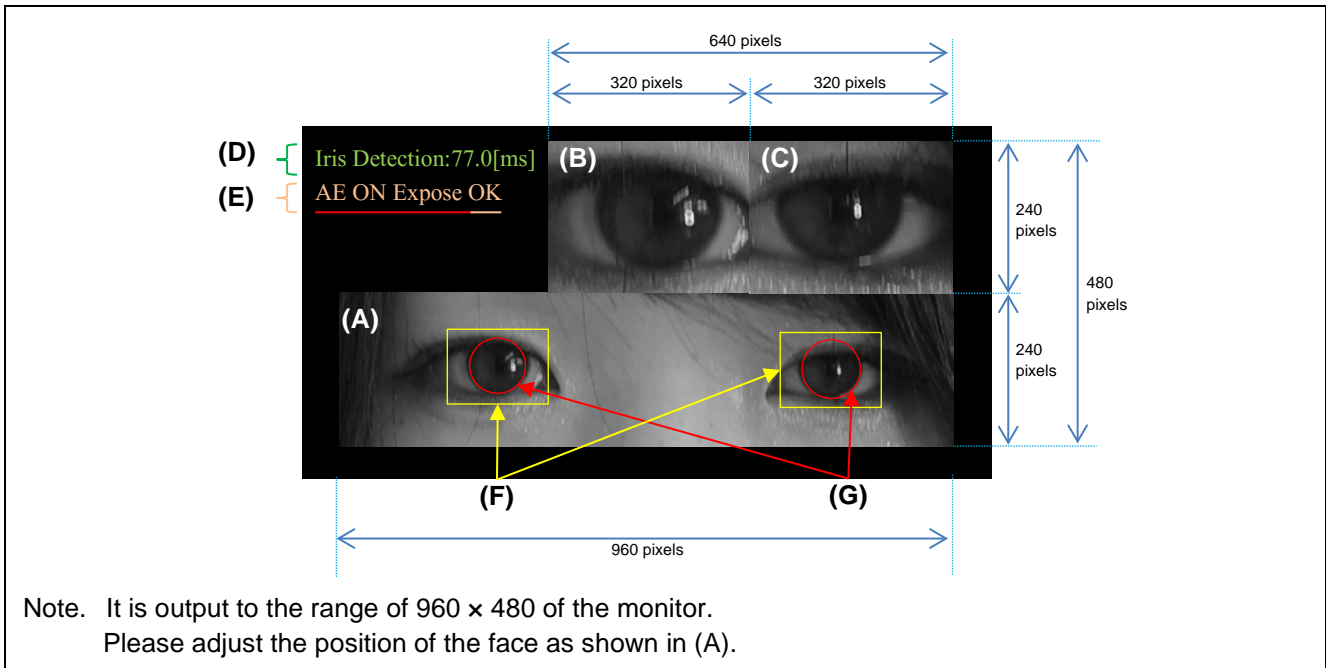 640 pixels
320 pixels
320 pixels
(D)
Iris Detection:77.0[ms]
(B)
(C)
(E)
AE ON Expose OK
240
pixels
480
pixels
(A)
240
pixels
(F)
(G)
960 pixels
Note. It is output to the range of 960 × 480 of the monitor.
Please adjust the position of the face as shown in (A).